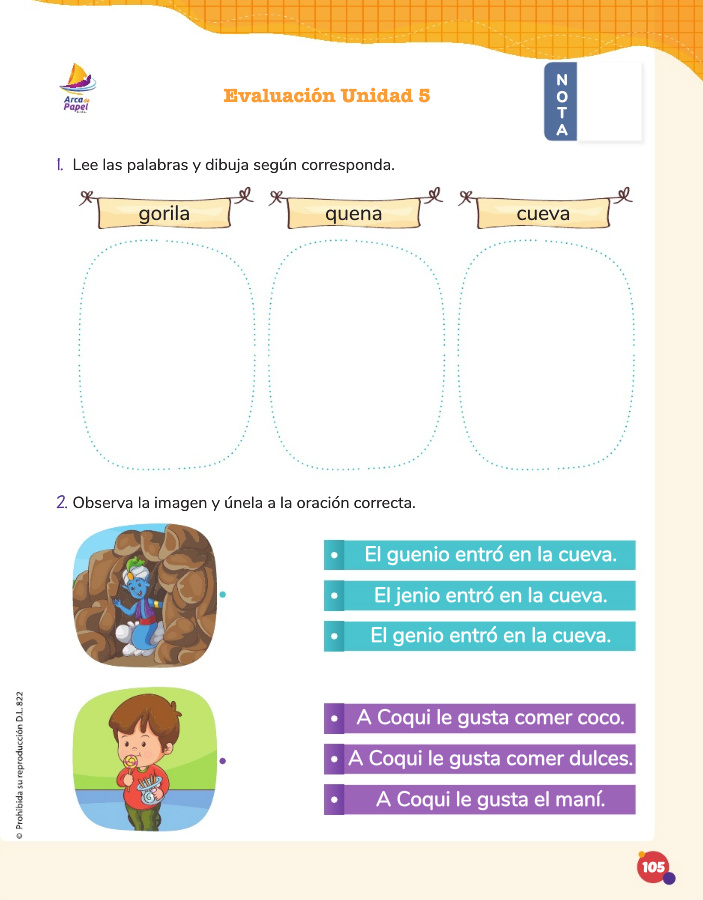 Arca de
Papel
Evaluación Unidad 5
NOTA
1. Lee las palabras y dibuja según corresponda.
gorila quena cueva
2. Observa la imagen y únela a la oración correcta.
El guenio entró en la cueva.
El jenio entró en la cueva.
El genio entró en la cueva.
A Coqui le gusta comer coco.
A Coqui le gusta comer dulces.
A Coqui le gusta el maní.
© Prohibida su reproducción D.L. 822
105